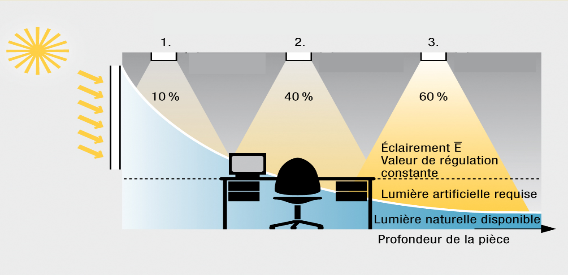 1.
2.
3.
10 %
40 %
60 %
Éclairement E̅
Valeur de régulation
constante
Lumière artificielle requise
Lumière naturelle disponible
Profondeur de la pièce